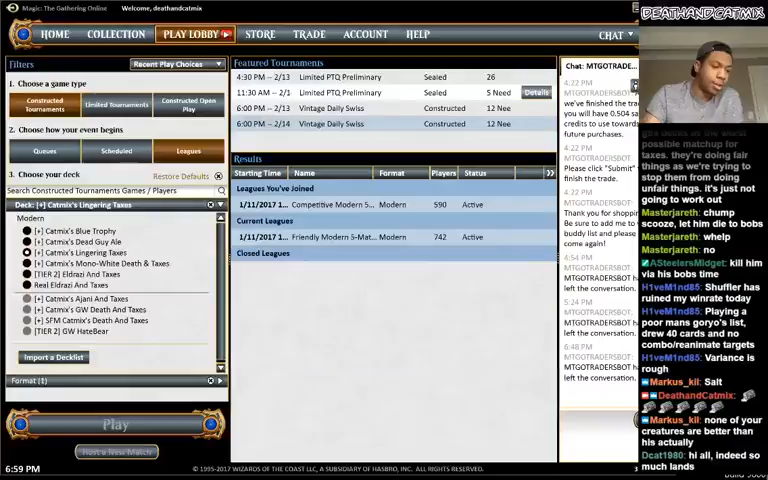 Magic: The Gathering Online
Welcome, deathandcatmix
DEATHANDCATMIX
HOME
COLLECTION
PLAY LOBBY
STORE
TRADE
ACCOUNT
HELP
CHAT
Filters
Recent Play Choices
1. Choose a game type
Constructed Tournaments
Limited Tournaments
Constructed Open Play
2. Choose how your event begins
Queues
Scheduled
Leagues
3. Choose your deck
Restore Defaults
Search Constructed Tournaments Games / Players
Deck: [+] Catmix's Lingering Taxes
Modern
[+] Catmix's Blue Trophy
[+] Catmix's Dead Guy Ale
[+] Catmix's Lingering Taxes
[+] Catmix's Mono-White Death & Taxes
[TIER 2] Eldrazi And Taxes
Real Eldrazi And Taxes
[+] Catmix's Ajani And Taxes
[+] Catmix's GW Death And Taxes
[+] SFM Catmix's Death And Taxes
[TIER 2] GW HateBear
Import a Decklist
Format (1)
Play
Host a New Match
6:59 PM
Featured Tournaments
4:30 PM -- 2/13 Limited PTQ Preliminary Sealed 26
11:30 AM -- 2/1 Limited PTQ Preliminary Sealed 5 Need Details
6:00 PM -- 2/13 Vintage Daily Swiss Constructed 12 Nee
6:00 PM -- 2/14 Vintage Daily Swiss Constructed 12 Nee
Results
Starting Time Name Format Players Status
Leagues You've Joined
1/11/2017 1... Competitive Modern 5... Modern 590 Active
Current Leagues
1/11/2017 1... Friendly Modern 5-Mat... Modern 742 Active
Closed Leagues
© 1995-2017 WIZARDS OF THE COAST LLC, A SUBSIDIARY OF HASBRO, INC. ALL RIGHTS RESERVED.
Chat: MTGOTRADE...
4:22 PM
we've finished the tra
you will have 0.504 sa
credits to use towards
future purchases.
4:22 PM
Please click "Submit"
finish the trade.
4:22 PM
Thank you for shoppin
Be sure to add me to
buddy list and please
come again!
4:54 PM
MTGOTRADERSBOT H
left the conversation.
5:24 PM
MTGOTRADERSBOT H
left the conversation.
6:48 PM
MTGOTRADERSBOT H
left the conversation.
possible matchup for
taxes. they're doing fair
things as we're trying to
stop them from doing
unfair things. it's just not
going to work out
Masterjareth: chump
scooze, let him die to bobs
Masterjareth: whelp
Masterjareth: no
ASteelersMidget: kill him
via his bobs time
H1veM1nd85: Shuffler has
ruined my winrate today
H1veM1nd85: Playing a
poor mans goryo's list,
drew 40 cards and no
combo/reanimate targets
H1veM1nd85: Variance is
rough
Markus_kil: Salt
DeathandCatmix:
Markus_kil: none of your
creatures are better than
his actually
Dcat1980: hi all, indeed so
much lands